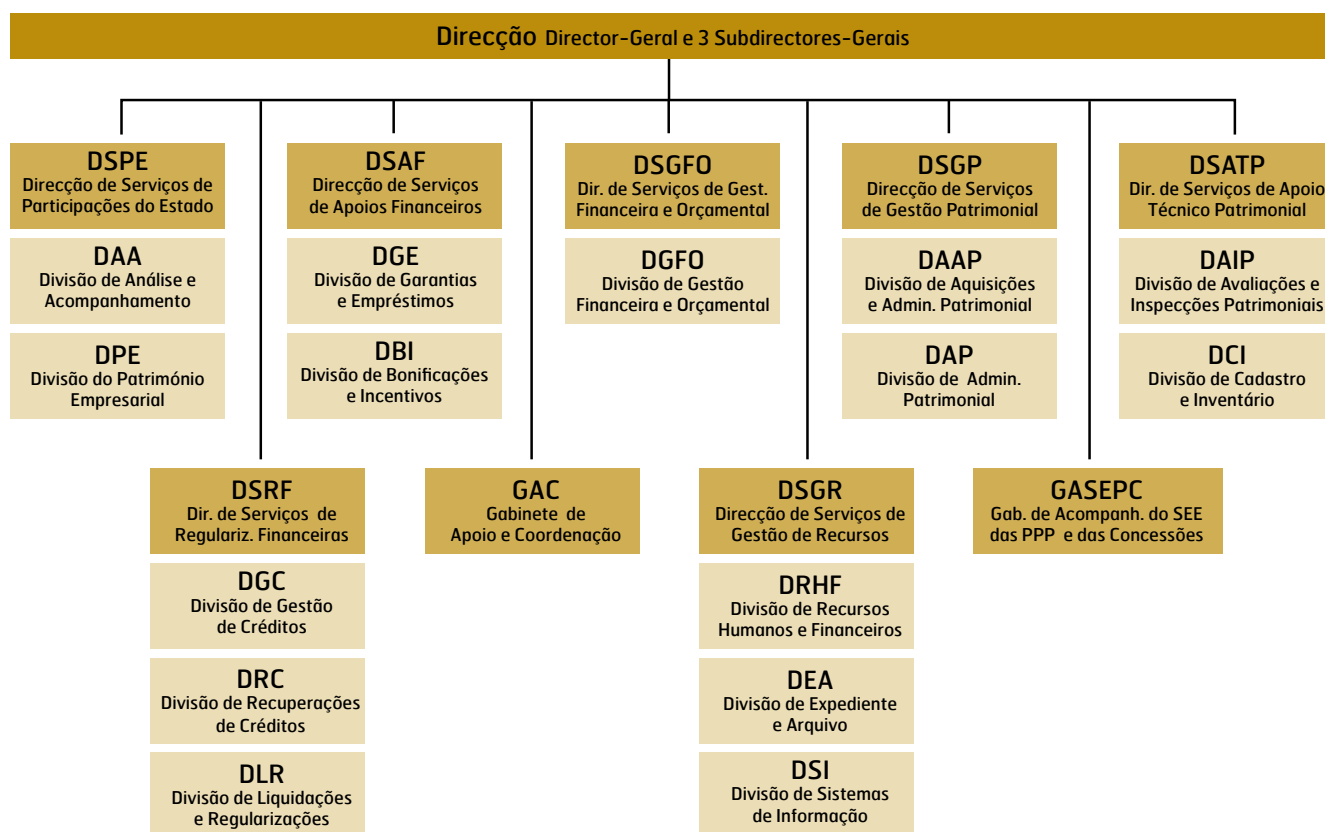 Direcção Director-Geral e 3 Subdirectores-Gerais
DSPE
Direcção de Serviços de
Participações do Estado
DAA
Divisão de Análise e
Acompanhamento
DPE
Divisão do Património
Empresarial
DSAF
Direcção de Serviços
de Apoios Financeiros
DGE
Divisão de Garantias
e Empréstimos
DBI
Divisão de Bonificações
e Incentivos
DSGFO
Dir. de Serviços de Gest.
Financeira e Orçamental
DGFO
Divisão de Gestão
Financeira e Orçamental
DSGP
Direcção de Serviços
de Gestão Patrimonial
DAAP
Divisão de Aquisições
e Admin. Patrimonial
DAP
Divisão de Admin.
Patrimonial
DSATP
Dir. de Serviços de Apoio
Técnico Patrimonial
DAIP
Divisão de Avaliações e
Inspecções Patrimoniais
DCI
Divisão de Cadastro
e Inventário
DSRF
Dir. de Serviços de
Regulariz. Financeiras
DGC
Divisão de Gestão
de Créditos
DRC
Divisão de Recuperações
de Créditos
DLR
Divisão de Liquidações
e Regularizações
GAC
Gabinete de
Apoio e Coordenação
DSGR
Direcção de Serviços de
Gestão de Recursos
DRHF
Divisão de Recursos
Humanos e Financeiros
DEA
Divisão de Expediente
e Arquivo
DSI
Divisão de Sistemas
de Informação
GASEPC
Gab. de Acompanh. do SEE
das PPP e das Concessões